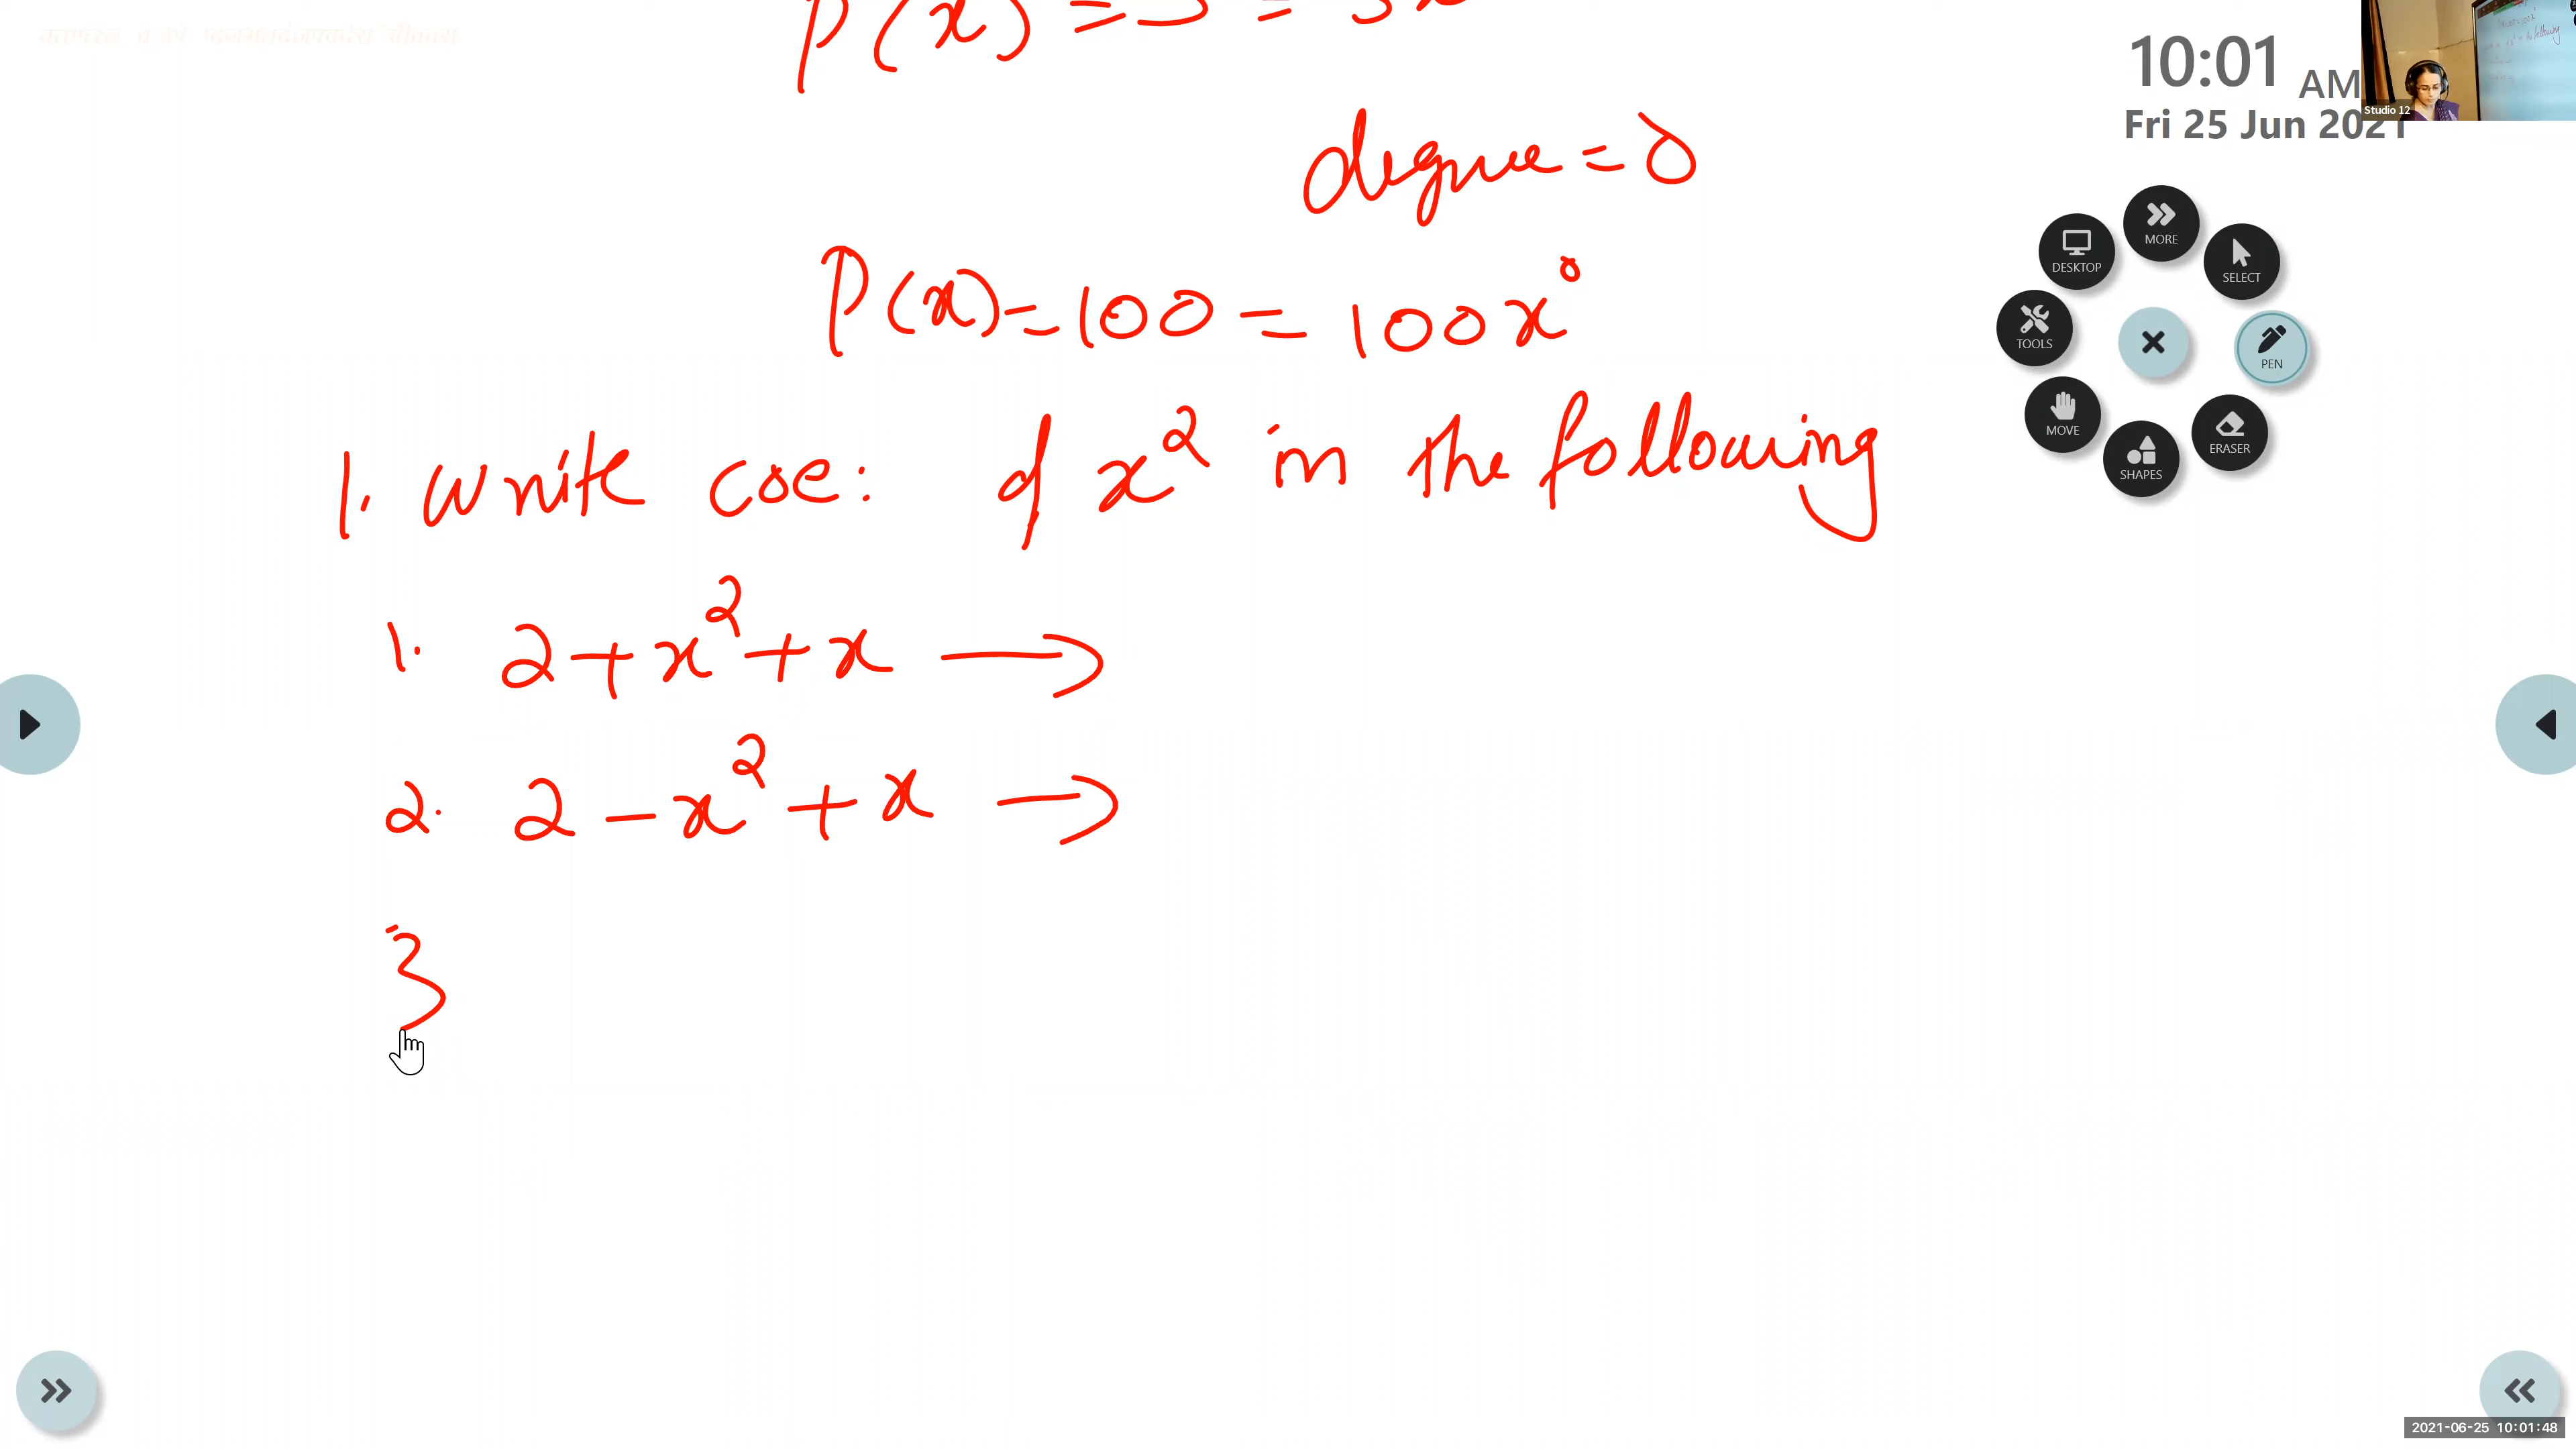 P(x) = 5 = 5x
degree = 0
P(x) = 100 = 100x⁰
1. Write coe: of x² in the following
1. 2 + x² + x →
2. 2 - x² + x →
3
10:01 AM
Fri 25 Jun 2021
Studio 12
MORE
DESKTOP
SELECT
TOOLS
PEN
MOVE
ERASER
SHAPES
2021-06-25 10:01:48